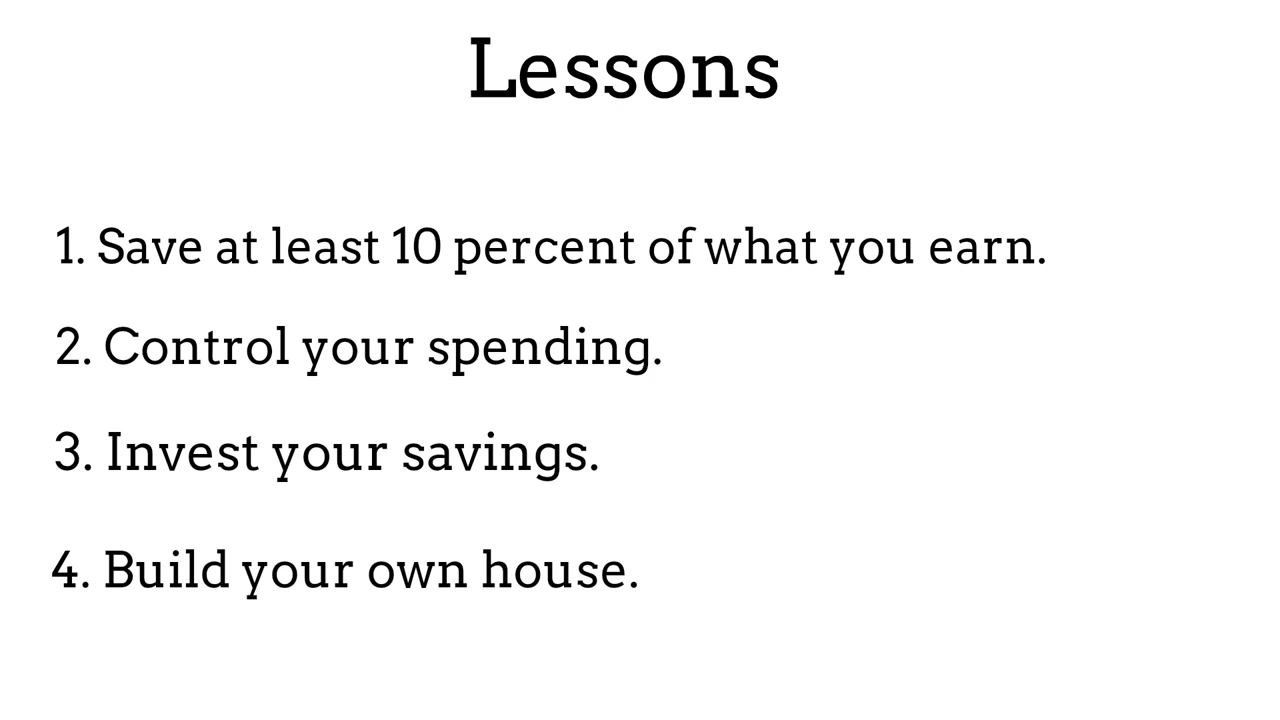 Lessons
1. Save at least 10 percent of what you earn.
2. Control your spending.
3. Invest your savings.
4. Build your own house.